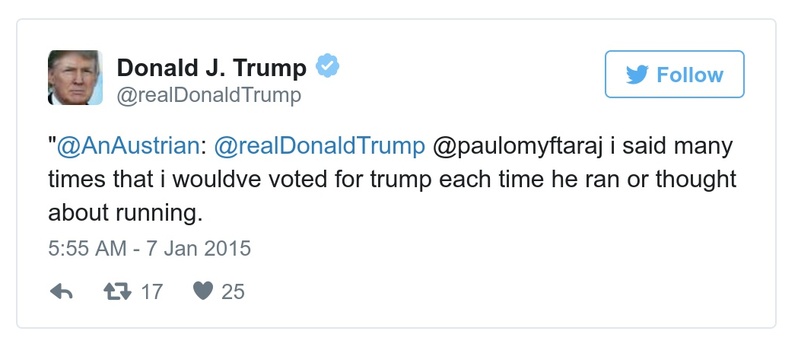 Donald J. Trump
@realDonaldTrump
Follow
"@AnAustrian: @realDonaldTrump @paulomyftaraj i said many
times that i wouldve voted for trump each time he ran or thought
about running.
5:55 AM - 7 Jan 2015
17 25